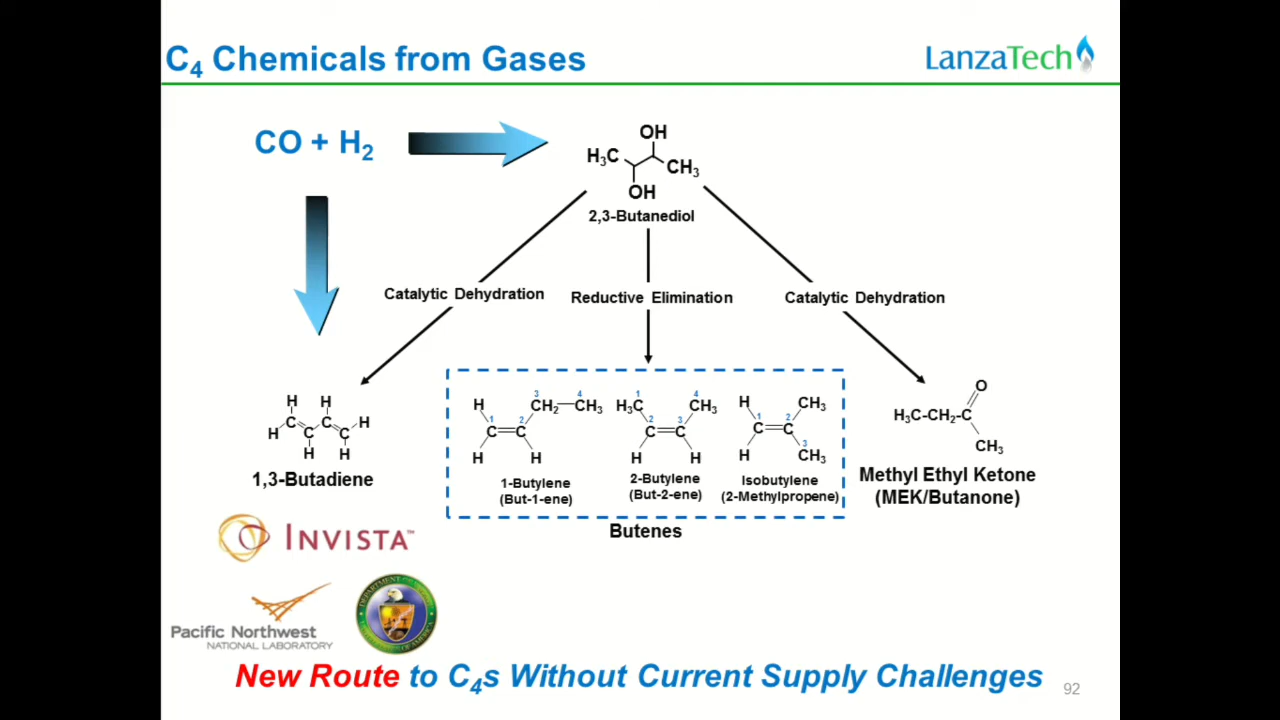 C4 Chemicals from Gases
LanzaTech
CO + H2
OH
H3C
CH3
OH
2,3-Butanediol
Catalytic Dehydration
Reductive Elimination
Catalytic Dehydration
H H
H
H
H H
1,3-Butadiene
H 3 4
CH2—CH3
1 2
C=C
H H
1-Butylene
(But-1-ene)
1 4
H3C CH3
2 3
C=C
H H
2-Butylene
(But-2-ene)
H CH3
1 2
C=C
3
H CH3
Isobutylene
(2-Methylpropene)
Butenes
O
H3C-CH2-C
CH3
Methyl Ethyl Ketone
(MEK/Butanone)
INVISTA™
Pacific Northwest
NATIONAL LABORATORY
New Route to C4s Without Current Supply Challenges
92